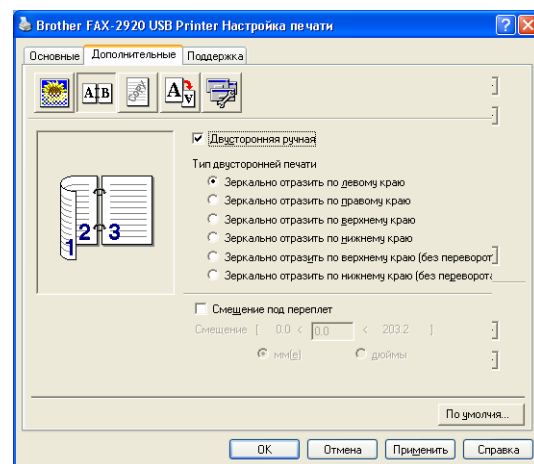 Brother FAX-2920 USB Printer Настройка печати
Основные Дополнительные Поддержка
A B
A
Двусторонняя ручная
Тип двусторонней печати
Зеркально отразить по левому краю
Зеркально отразить по правому краю
Зеркально отразить по верхнему краю
Зеркально отразить по нижнему краю
Зеркально отразить по верхнему краю (без переворот
Зеркально отразить по нижнему краю (без переворота
1 2 3
Смещение под переплет
Смещение [ 0.0 < 0.0 < 203.2 ]
мм(е) дюймы
По умолчя...
OK Отмена Применить Справка